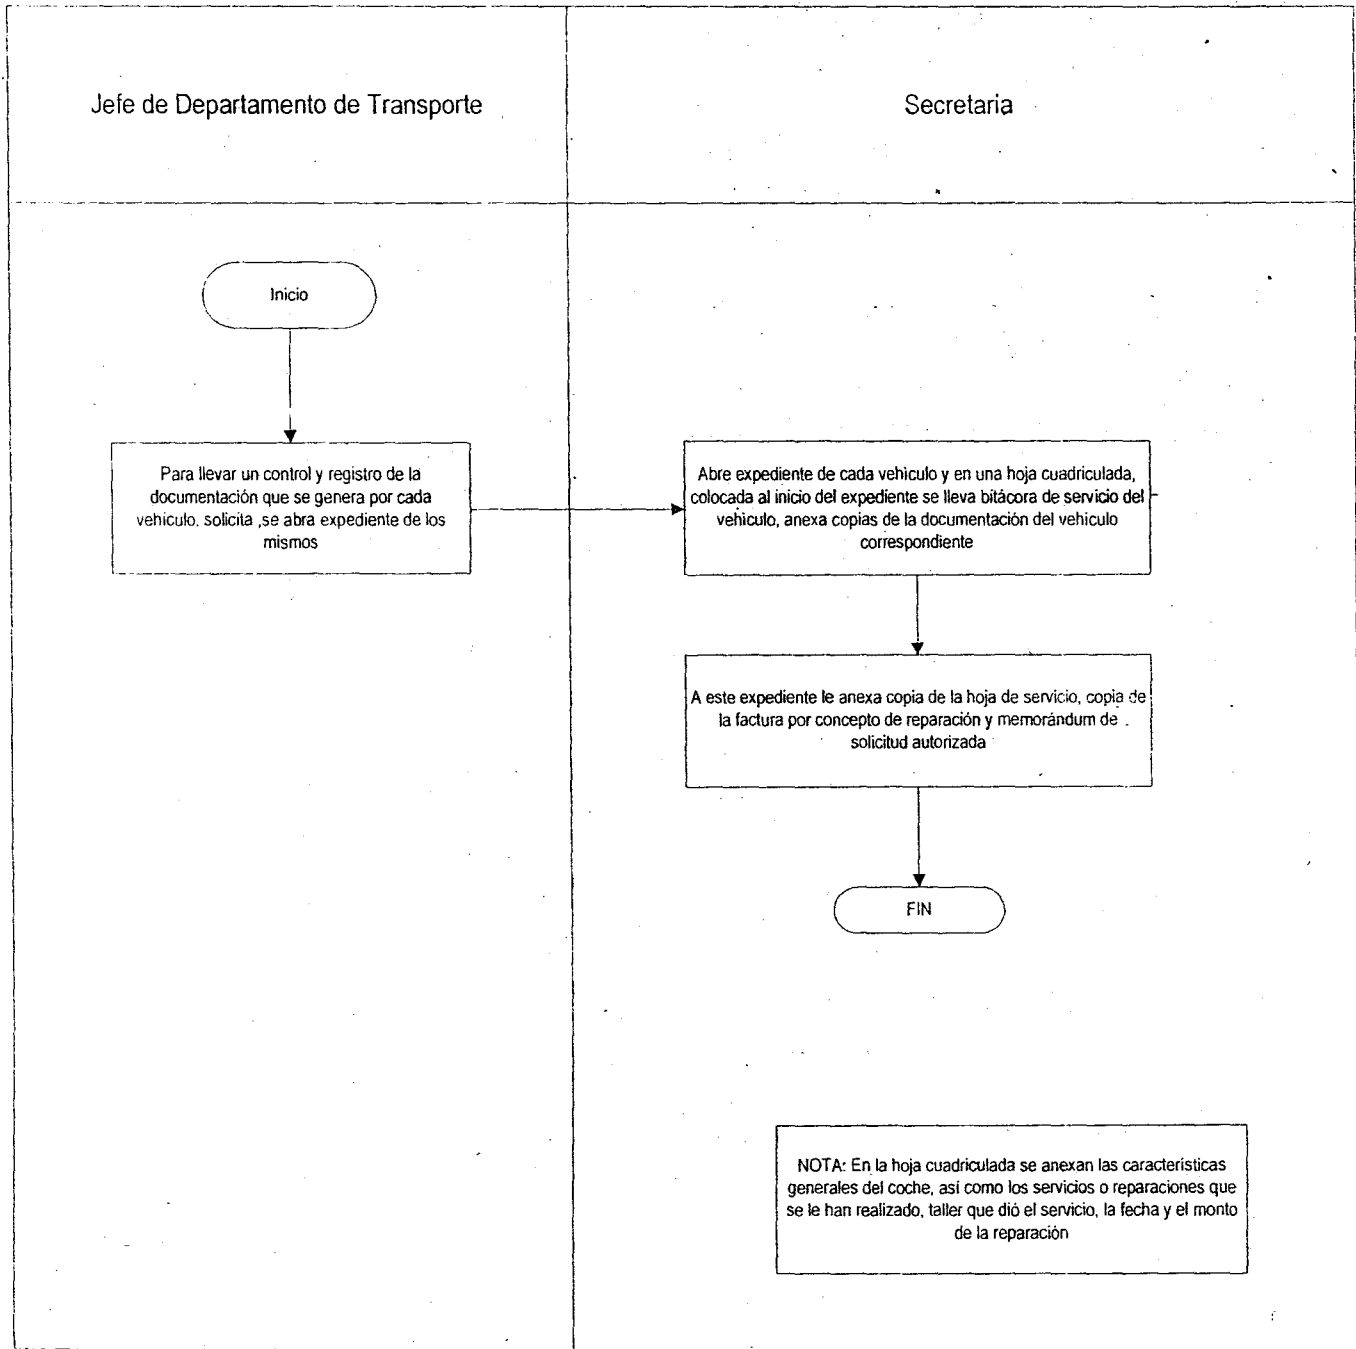 Jefe de Departamento de Transporte
Secretaria
Inicio
Para llevar un control y registro de la
documentación que se genera por cada
vehiculo. solicita ,se abra expediente de los
mismos
Abre expediente de cada vehiculo y en una hoja cuadriculada,
colocada al inicio del expediente se lleva bitácora de servicio del
vehiculo, anexa copias de la documentación del vehiculo
correspondiente
A este expediente le anexa copia de la hoja de servicio, copia de
la factura por concepto de reparación y memorándum de
solicitud autorizada
FIN
NOTA: En la hoja cuadriculada se anexan las características
generales del coche, así como los servicios o reparaciones que
se le han realizado, taller que dió el servicio, la fecha y el monto
de la reparación